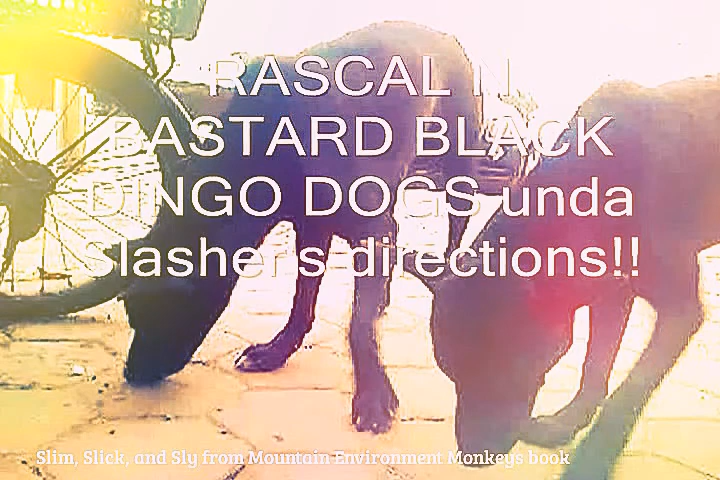 RASCAL N
BASTARD BLACK
DINGO DOGS unda
Slasher's directions!!
Slim, Slick, and Sly from Mountain Environment Monkeys book